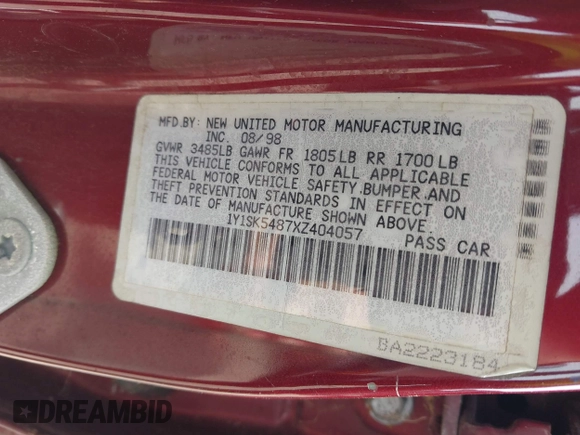 MFD.BY: NEW UNITED MOTOR MANUFACTURING
INC. 08/98
GVWR 3485LB GAWR FR 1805LB RR 1700LB
THIS VEHICLE CONFORMS TO ALL APPLICABLE
FEDERAL MOTOR VEHICLE SAFETY,BUMPER,AND
THEFT PREVENTION STANDARDS IN EFFECT ON
THE DATE OF MANUFACTURE SHOWN ABOVE.
1Y1SK5487XZ404057 PASS CAR
BA2223184
DREAMBID